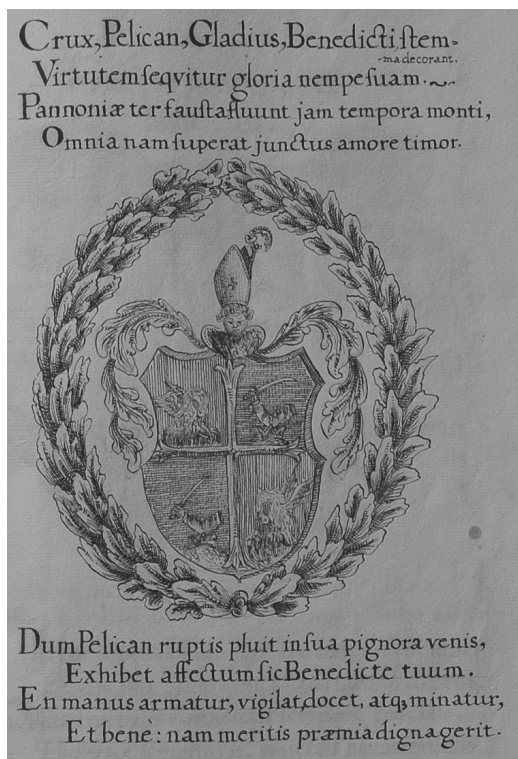 Crux, Pelican, Gladius, Benedicti ſtem-
-ma decorant.
Virtutem ſeqvitur gloria nempe ſuam.
Pannoniæ ter fauſta fluunt jam tempora monti,
Omnia nam ſuperat junctus amore timor.
Dum Pelican ruptis pluit in ſua pignora venis,
Exhibet affectum ſic Benedicte tuum.
En manus armatur, vigilat, docet, atqꝫ minatur,
Et benè: nam meritis præmia digna gerit.